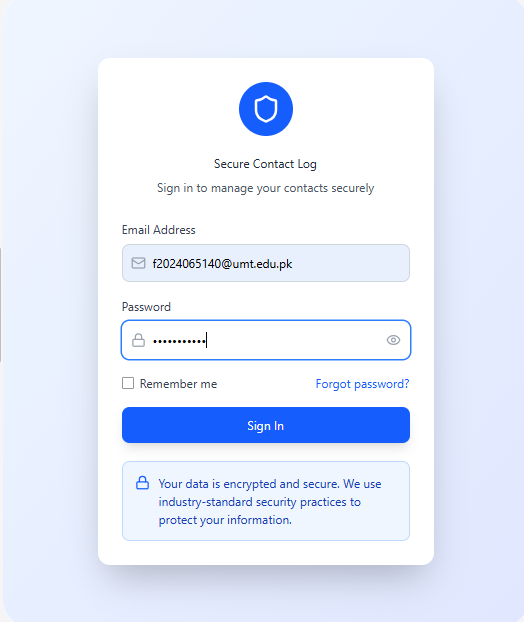 Secure Contact Log
Sign in to manage your contacts securely
Email Address
f2024065140@umt.edu.pk
Password
•••••••••••
Remember me
Forgot password?
Sign In
Your data is encrypted and secure. We use
industry-standard security practices to
protect your information.